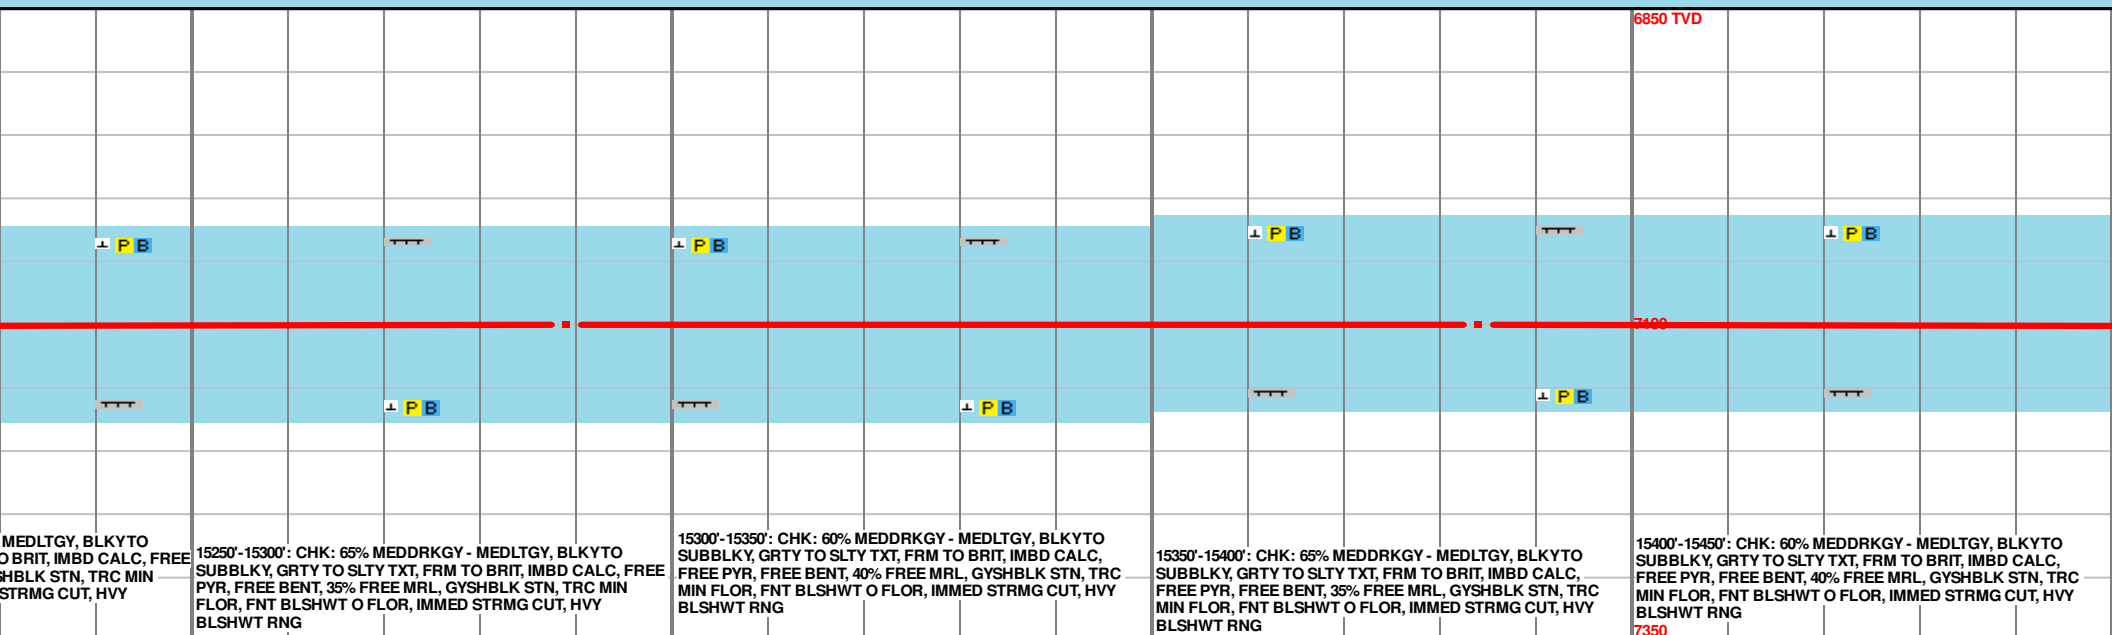 6850 TVD
P B
P B
P B
P B
7100
P B
P B
P B
MEDLTGY, BLKYTO
O BRIT, IMBD CALC, FREE
SHBLK STN, TRC MIN
STRMG CUT, HVY
15250'-15300': CHK: 65% MEDDRKGY - MEDLTGY, BLKYTO
SUBBLKY, GRTY TO SLTY TXT, FRM TO BRIT, IMBD CALC, FREE
PYR, FREE BENT, 35% FREE MRL, GYSHBLK STN, TRC MIN
FLOR, FNT BLSHWT O FLOR, IMMED STRMG CUT, HVY
BLSHWT RNG
15300'-15350': CHK: 60% MEDDRKGY - MEDLTGY, BLKYTO
SUBBLKY, GRTY TO SLTY TXT, FRM TO BRIT, IMBD CALC,
FREE PYR, FREE BENT, 40% FREE MRL, GYSHBLK STN, TRC
MIN FLOR, FNT BLSHWT O FLOR, IMMED STRMG CUT, HVY
BLSHWT RNG
15350'-15400': CHK: 65% MEDDRKGY - MEDLTGY, BLKYTO
SUBBLKY, GRTY TO SLTY TXT, FRM TO BRIT, IMBD CALC,
FREE PYR, FREE BENT, 35% FREE MRL, GYSHBLK STN, TRC
MIN FLOR, FNT BLSHWT O FLOR, IMMED STRMG CUT, HVY
BLSHWT RNG
15400'-15450': CHK: 60% MEDDRKGY - MEDLTGY, BLKYTO
SUBBLKY, GRTY TO SLTY TXT, FRM TO BRIT, IMBD CALC,
FREE PYR, FREE BENT, 40% FREE MRL, GYSHBLK STN, TRC
MIN FLOR, FNT BLSHWT O FLOR, IMMED STRMG CUT, HVY
BLSHWT RNG
7350